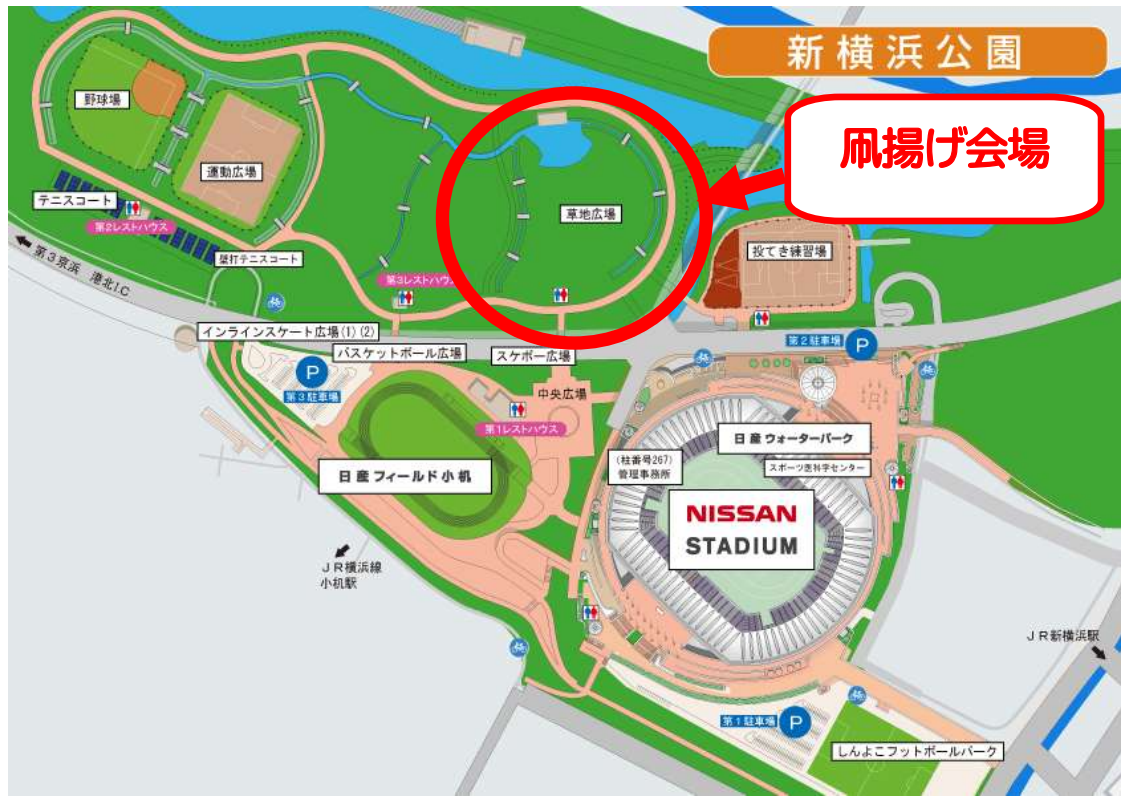 新横浜公園
凧揚げ会場
野球場
運動広場
草地広場
テニスコート
第2レストハウス
投てき練習場
壁打テニスコート
第3京浜 港北I.C
第3レストハウス
インラインスケート広場(1)(2)
バスケットボール広場
スケボー広場
第2駐車場 P
P
第3駐車場
中央広場
第1レストハウス
日産ウォーターパーク
(柱番号267)
管理事務所
スポーツ医科学センター
日産フィールド小机
NISSAN
STADIUM
JR横浜線
小机駅
JR新横浜駅
第1駐車場 P
しんよこフットボールパーク